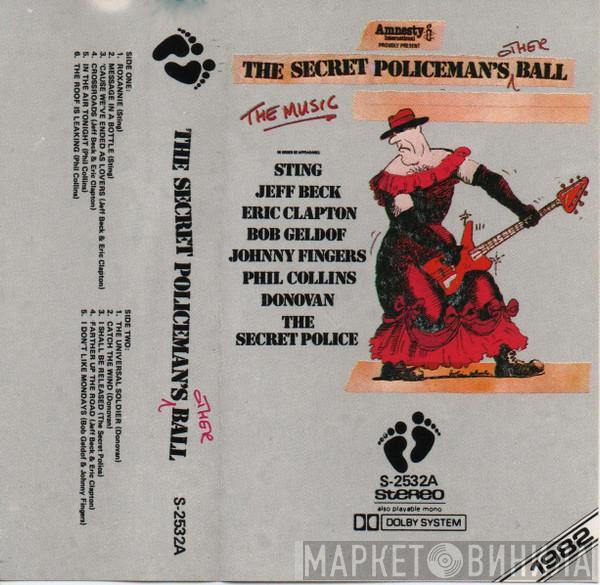 SIDE ONE:
1. ROXANNIE (Sting)
2. MESSAGE IN A BOTTLE (Sting)
3. 'CAUSE WE'VE ENDED AS LOVERS (Jeff Beck & Eric Clapton)
4. CROSSROADS (Jeff Beck & Eric Clapton)
5. IN THE AIR TONIGHT (Phil Collins)
6. THE ROOF IS LEAKING (Phil Collins)
SIDE TWO:
1. THE UNIVERSAL SOLDIER (Donovan)
2. CATCH THE WIND (Donovan)
3. I SHALL BE RELEASED (The Secret Police)
4. FARTHER UP THE ROAD (Jeff Beck & Eric Clapton)
5. I DON'T LIKE MONDAYS (Bob Geldof & Johnny Fingers)
THE SECRET POLICEMAN'S OTHER BALL
S-2532A
Amnesty
International
PROUDLY PRESENT
THE SECRET POLICEMAN'S OTHER BALL
THE MUSIC
IN ORDER OF APPEARANCE:
STING
JEFF BECK
ERIC CLAPTON
BOB GELDOF
JOHNNY FINGERS
PHIL COLLINS
DONOVAN
THE
SECRET POLICE
S-2532A
stereo
also playable mono
DOLBY SYSTEM
1982
МАРКЕТ ВИНИЛА